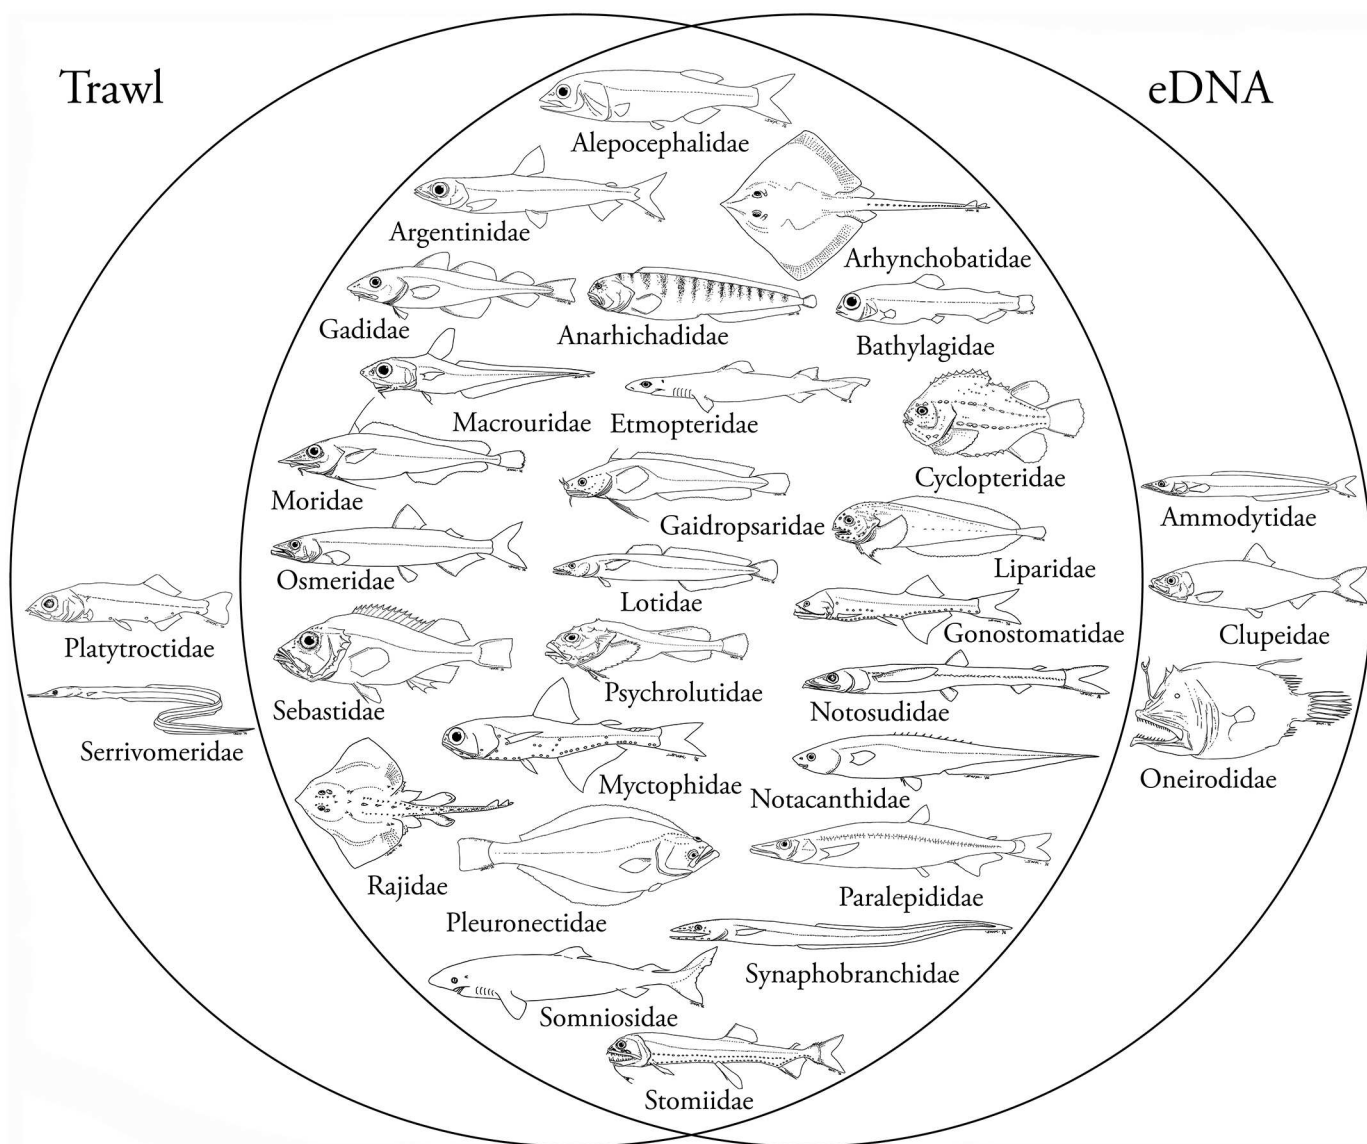 Trawl
eDNA
Alepocephalidae
Argentinidae
Arhynchobatidae
Gadidae
Anarhichadidae
Bathylagidae
Macrouridae
Etmopteridae
Cyclopteridae
Moridae
Gaidropsaridae
Ammodytidae
Osmeridae
Lotidae
Liparidae
Platytroctidae
Gonostomatidae
Clupeidae
Sebastidae
Psychrolutidae
Notosudidae
Serrivomeridae
Myctophidae
Notacanthidae
Oneirodidae
Rajidae
Pleuronectidae
Paralepididae
Synaphobranchidae
Somniosidae
Stomiidae